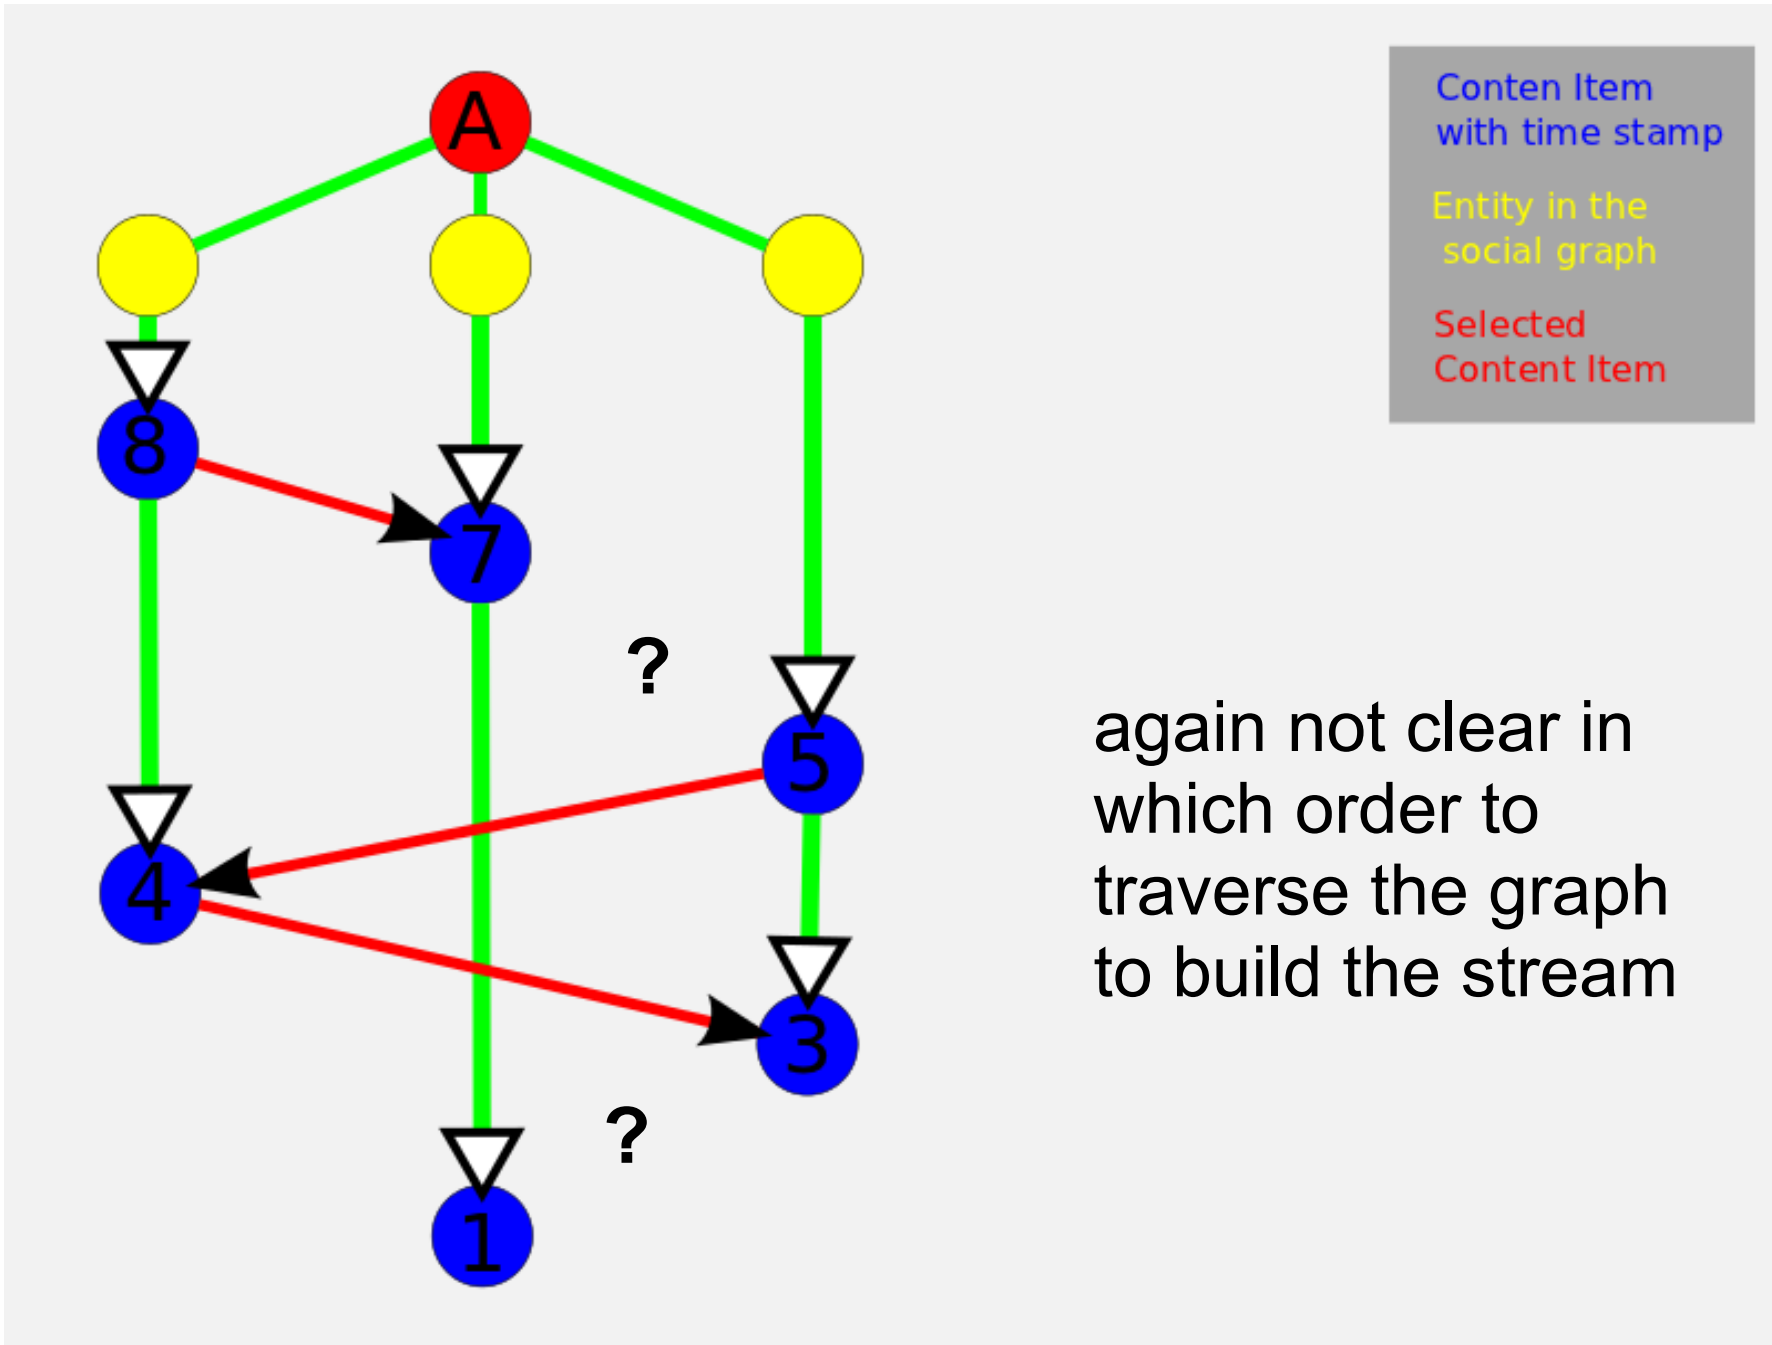 A
Conten Item
with time stamp
Entity in the
social graph
Selected
Content Item
8
7
?
5
again not clear in
which order to
traverse the graph
to build the stream
4
3
?
1